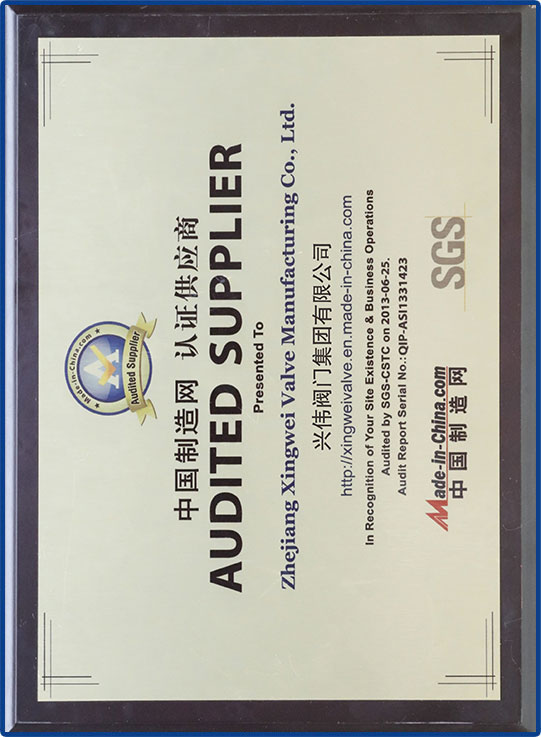 ★ Made-in-China.com ★
A
Audited Supplier
中国制造网 认证供应商
AUDITED SUPPLIER
Presented To
Zhejiang Xingwei Valve Manufacturing Co., Ltd.
兴伟阀门集团有限公司
http://xingweivalve.en.made-in-china.com
In Recognition of Your Site Existence & Business Operations
Audited by SGS-CSTC on 2013-06-25.
Audit Report Serial No.: QIP-ASI1331423
Made-in-China.com
中国制造网
SGS